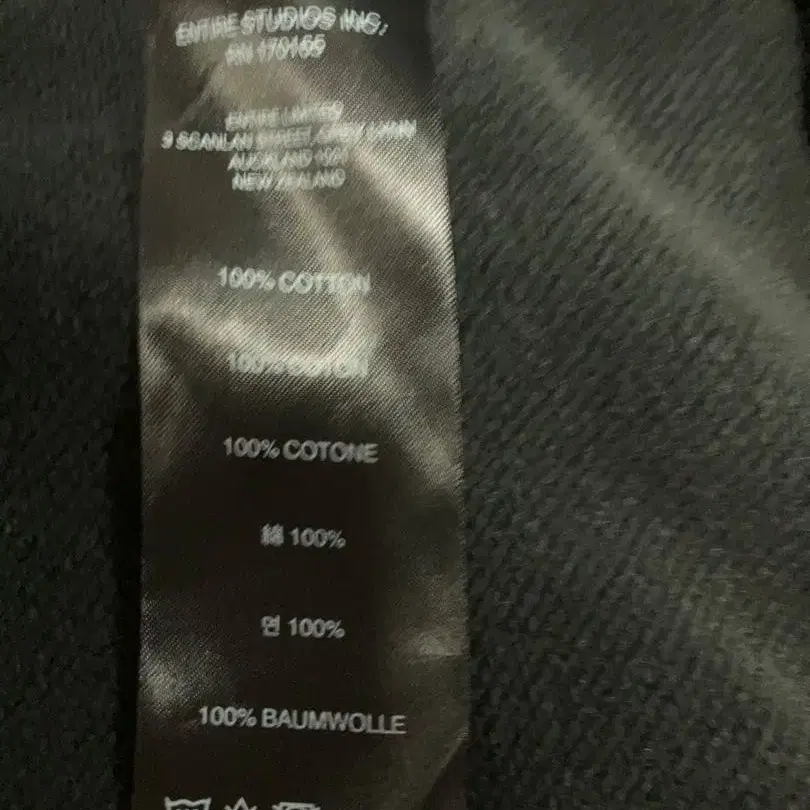 ENTIRE STUDIOS INC.
RN 170165
ENTIRE LIMITED
9 SCANLAN STREET GREY LYNN
AUCKLAND 1021
NEW ZEALAND
100% COTTON
100% COTON
100% COTONE
綿 100%
면 100%
100% BAUMWOLLE